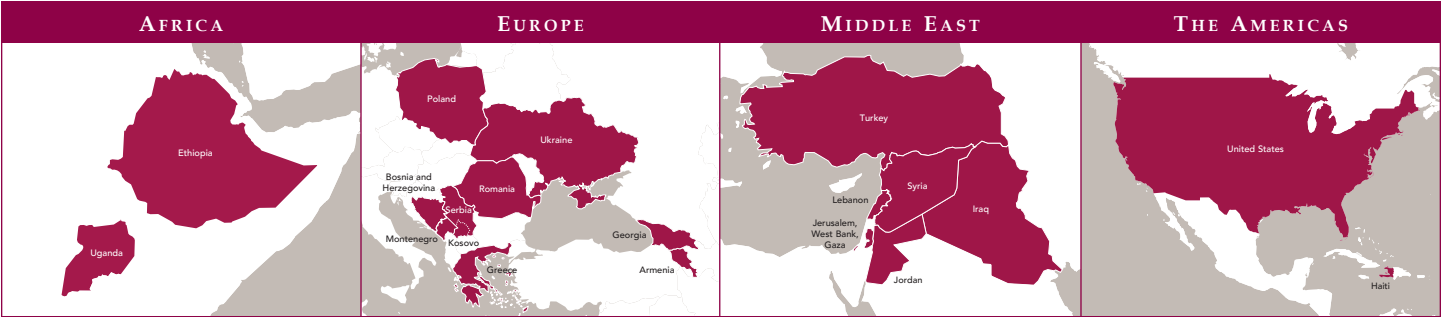 AFRICA
EUROPE
MIDDLE EAST
THE AMERICAS
Ethiopia
Uganda
Poland
Ukraine
Bosnia and
Herzegovina
Romania
Serbia
Montenegro
Kosovo
Georgia
Greece
Armenia
Turkey
Syria
Lebanon
Iraq
Jerusalem,
West Bank,
Gaza
Jordan
United States
Haiti